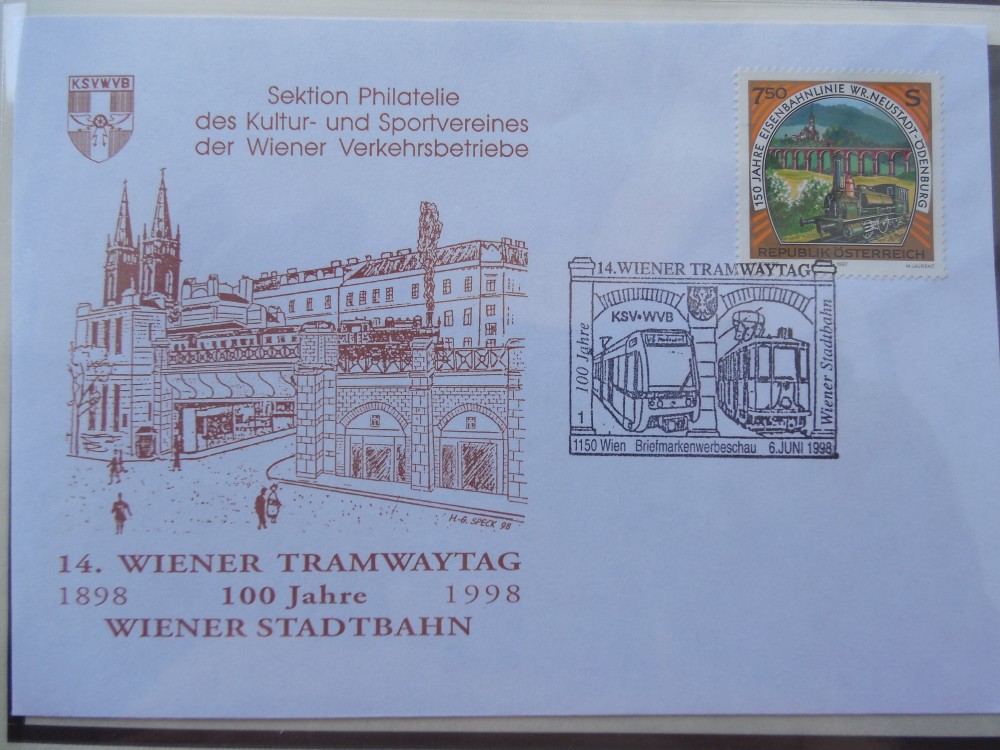 KSVWVB
Sektion Philatelie
des Kultur- und Sportvereines
der Wiener Verkehrsbetriebe
H.-G. SPECK 98
14. WIENER TRAMWAYTAG
1898 100 Jahre 1998
WIENER STADTBAHN
7 50 S
150 JAHRE EISENBAHNLINIE WR. NEUSTADT-ÖDENBURG
REPUBLIK ÖSTERREICH
1997
14. WIENER TRAMWAYTAG
KSV•WVB
100 Jahre
Wiener Stadtbahn
1
1150 Wien Briefmarkenwerbeschau 6. JUNI 1998